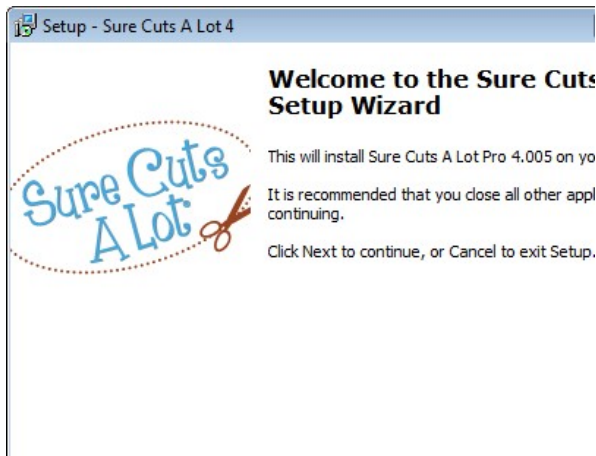 Setup - Sure Cuts A Lot 4
Welcome to the Sure Cuts
Setup Wizard
Sure Cuts
A Lot
This will install Sure Cuts A Lot Pro 4.005 on yo
It is recommended that you close all other appl
continuing.
Click Next to continue, or Cancel to exit Setup.